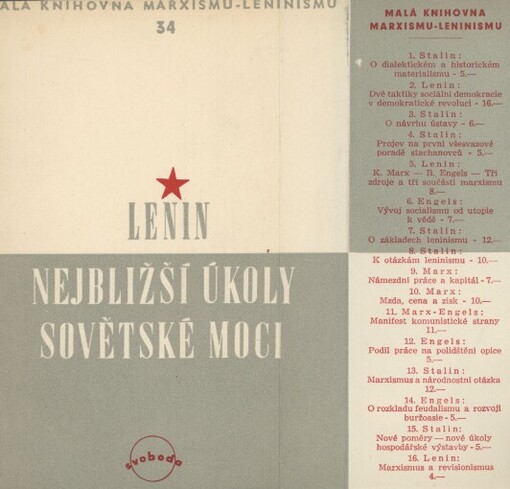 MALÁ KNIHOVNA MARXISMU-LENINISMU
34
LENIN
NEJBLIŽŠÍ ÚKOLY
SOVĚTSKÉ MOCI
svoboda
MALÁ KNIHOVNA
MARXISMU-LENINISMU
1. Stalin:
O dialektickém a historickém
materialismu - 5.—
2. Lenin:
Dvě taktiky sociální demokracie
v demokratické revoluci - 16.—
3. Stalin:
O návrhu ústavy - 6.—
4. Stalin:
Projev na první všesvazové
poradě stachanovců - 5.—
5. Lenin:
K. Marx — B. Engels — Tři
zdroje a tři součásti marxismu
8.—
6. Engels:
Vývoj socialismu od utopie
k vědě - 7.—
7. Stalin:
O základech leninismu - 12.—
8. Stalin:
K otázkám leninismu - 10.—
9. Marx:
Námezdní práce a kapitál - 7.—
10. Marx:
Mzda, cena a zisk - 10.—
11. Marx-Engels:
Manifest komunistické strany
11.—
12. Engels:
Podíl práce na polidštění opice
5.—
13. Stalin:
Marxismus a národnostní otázka
12.—
14. Engels:
O rozkladu feudalismu a rozvoji
buržoasie - 5.—
15. Stalin:
Nové poměry — nové úkoly
hospodářské výstavby - 5.—
16. Lenin:
Marxismus a revisionismus
4.—